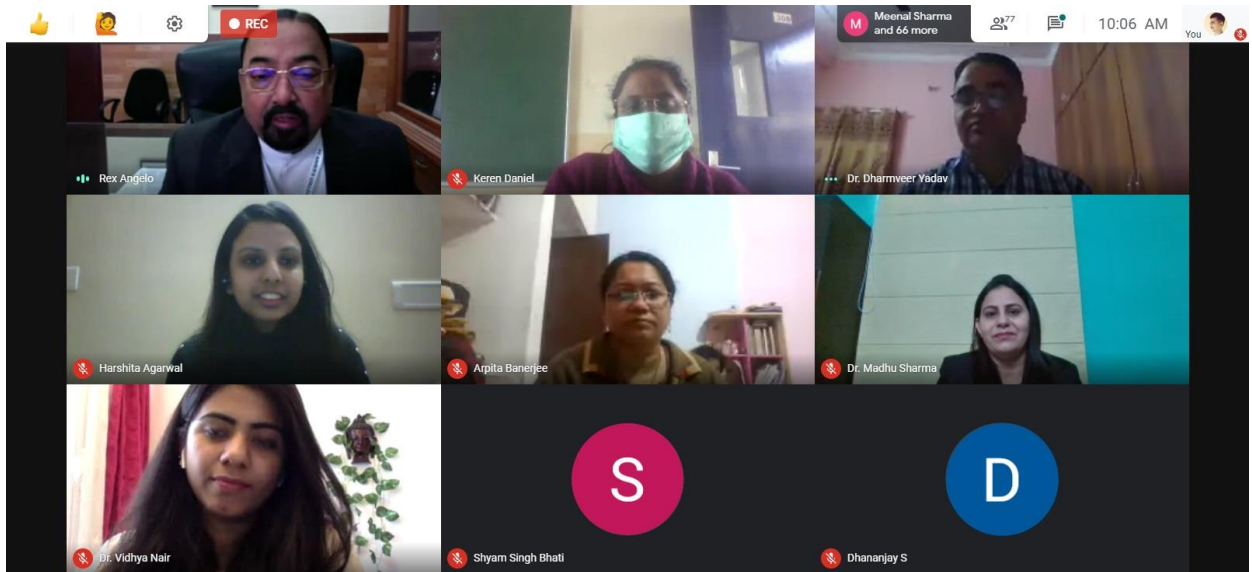 REC
M
Meenal Sharma
and 66 more
77
10:06 AM
You
Rex Angelo
Keren Daniel
Dr. Dharmveer Yadav
Harshita Agarwal
Arpita Banerjee
Dr. Madhu Sharma
Dr. Vidhya Nair
S
Shyam Singh Bhati
D
Dhananjay S